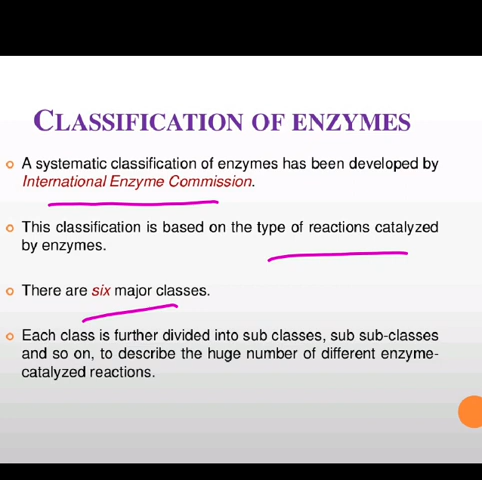 CLASSIFICATION OF ENZYMES
A systematic classification of enzymes has been developed by
International Enzyme Commission.
This classification is based on the type of reactions catalyzed
by enzymes.
There are six major classes.
Each class is further divided into sub classes, sub sub-classes
and so on, to describe the huge number of different enzyme-
catalyzed reactions.